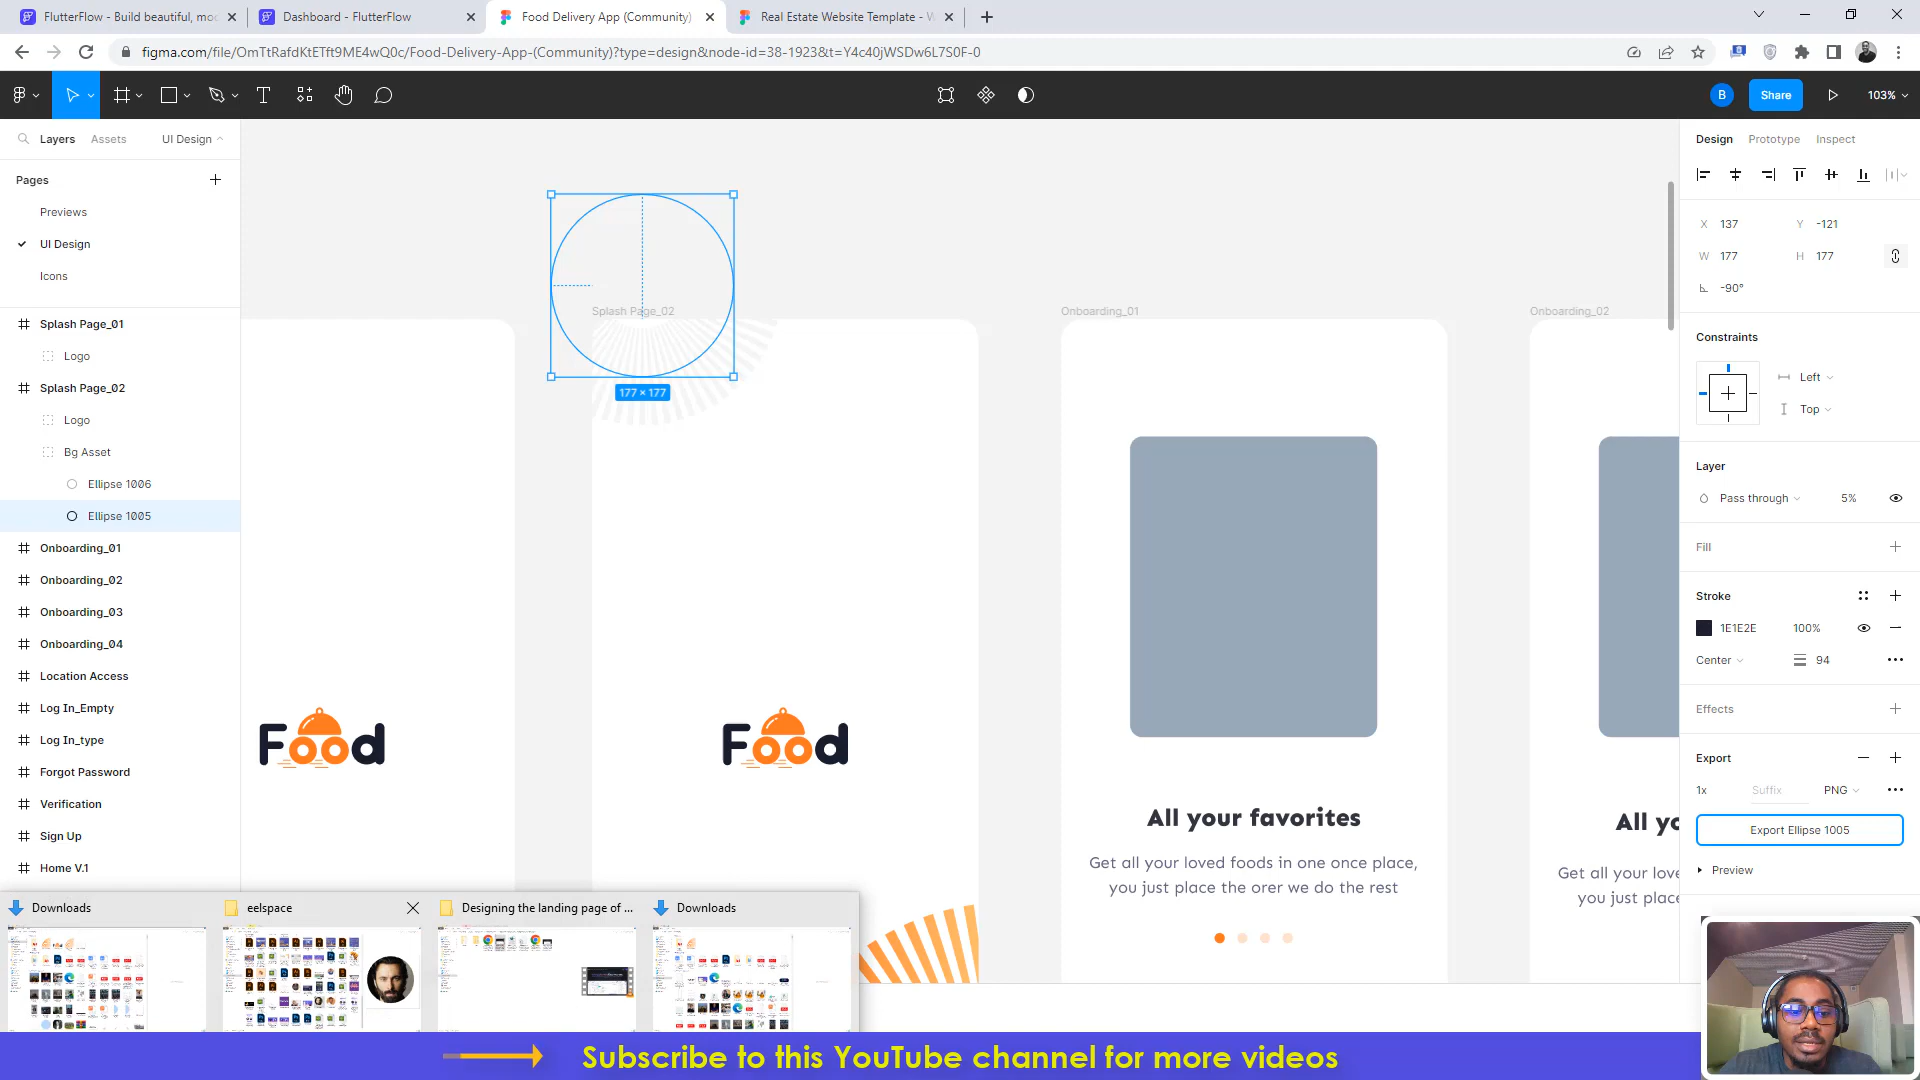 FlutterFlow - Build beautiful, mo
Dashboard - FlutterFlow
Food Delivery App (Community)
Real Estate Website Template - W
figma.com/file/OmTtRafdKtETft9ME4wQ0c/Food-Delivery-App-(Community)?type=design&node-id=38-1923&t=Y4c40jWSDw6L7S0F-0
B
Share
103%
Layers
Assets
UI Design
Pages
Previews
UI Design
Icons
Splash Page_01
Logo
Splash Page_02
Logo
Bg Asset
Ellipse 1006
Ellipse 1005
Onboarding_01
Onboarding_02
Onboarding_03
Onboarding_04
Location Access
Log In_Empty
Log In_type
Forgot Password
Verification
Sign Up
Home V.1
Splash Page_02
177 × 177
Food
Food
Onboarding_01
All your favorites
Get all your loved foods in one once place,
you just place the orer we do the rest
Onboarding_02
All yo
Get all your love
you just place
Design
Prototype
Inspect
X 137
Y -121
W 177
H 177
-90°
Constraints
Left
Top
Layer
Pass through
5%
Fill
Stroke
1E1E2E
100%
Center
94
Effects
Export
1x
Suffix
PNG
Export Ellipse 1005
Preview
Downloads
eelspace
Designing the landing page of ...
Downloads
Subscribe to this YouTube channel for more videos